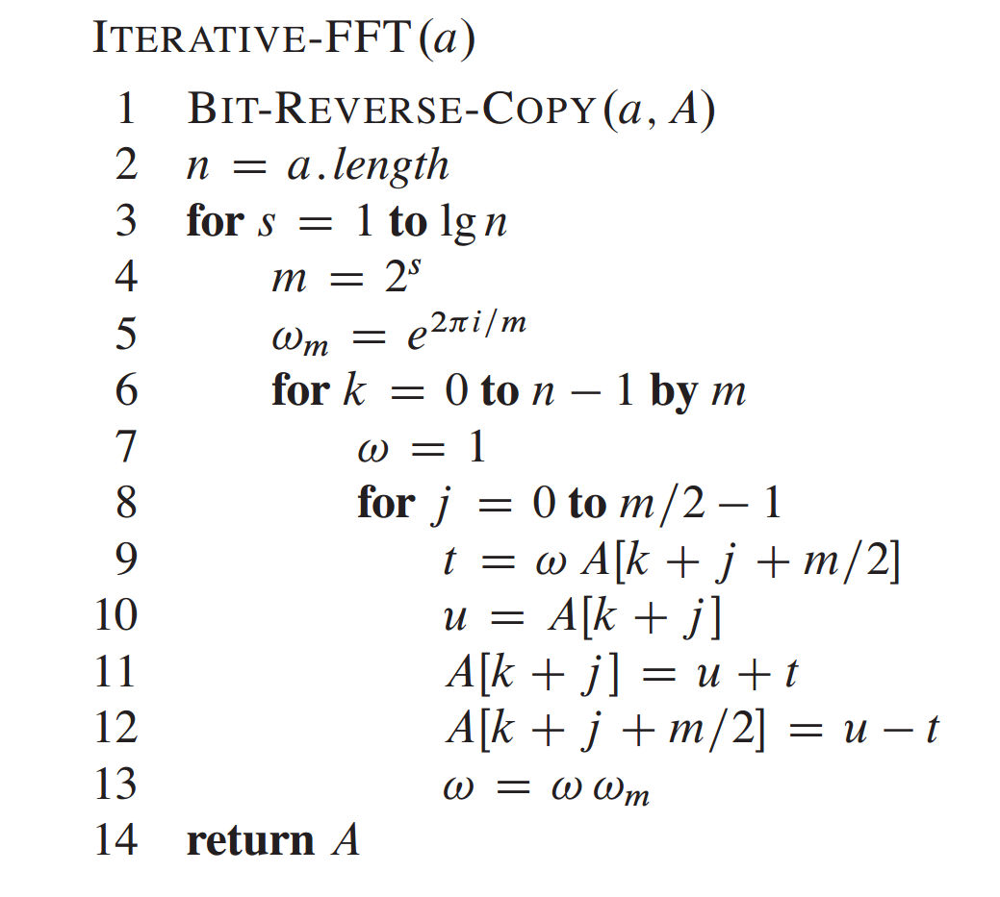 ITERATIVE-FFT(a)
1 BIT-REVERSE-COPY(a, A)
2 n = a.length
3 for s = 1 to lg n
4 m = 2^s
5 ω_m = e^{2πi/m}
6 for k = 0 to n − 1 by m
7 ω = 1
8 for j = 0 to m/2 − 1
9 t = ω A[k + j + m/2]
10 u = A[k + j]
11 A[k + j] = u + t
12 A[k + j + m/2] = u − t
13 ω = ω ω_m
14 return A